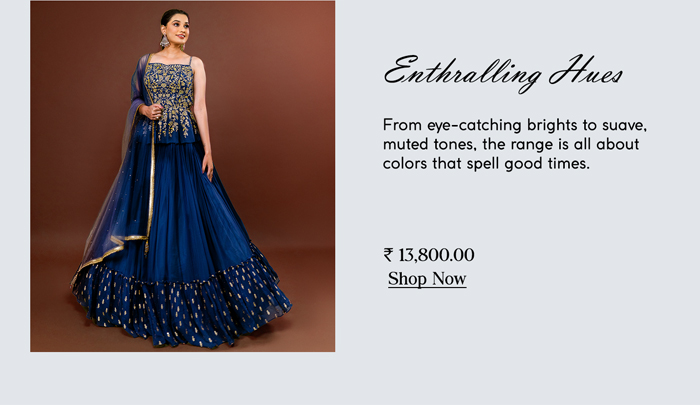 Enthralling Hues
From eye-catching brights to suave,
muted tones, the range is all about
colors that spell good times.
₹ 13,800.00
Shop Now